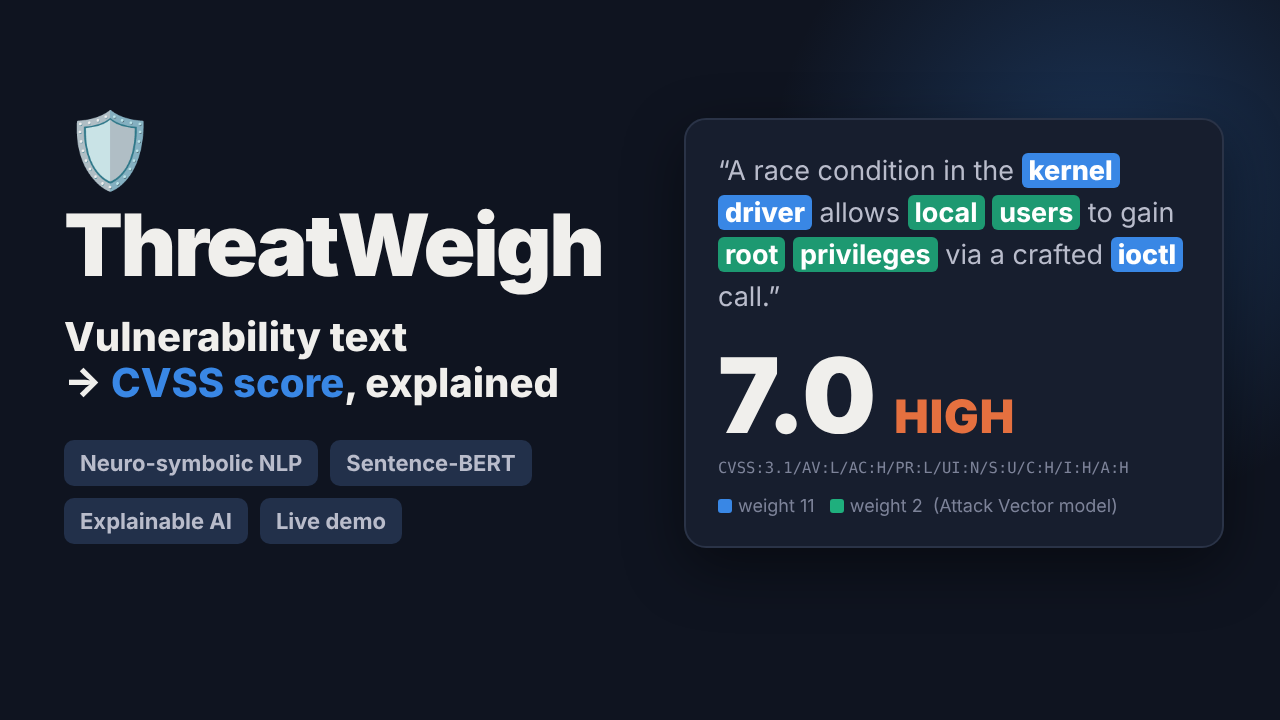 ThreatWeigh
Vulnerability text
→ CVSS score, explained
Neuro-symbolic NLP
Sentence-BERT
Explainable AI
Live demo
“A race condition in the kernel
driver allows local users to gain
root privileges via a crafted ioctl
call.”
7.0 HIGH
CVSS:3.1/AV:L/AC:H/PR:L/UI:N/S:U/C:H/I:H/A:H
weight 11 weight 2 (Attack Vector model)